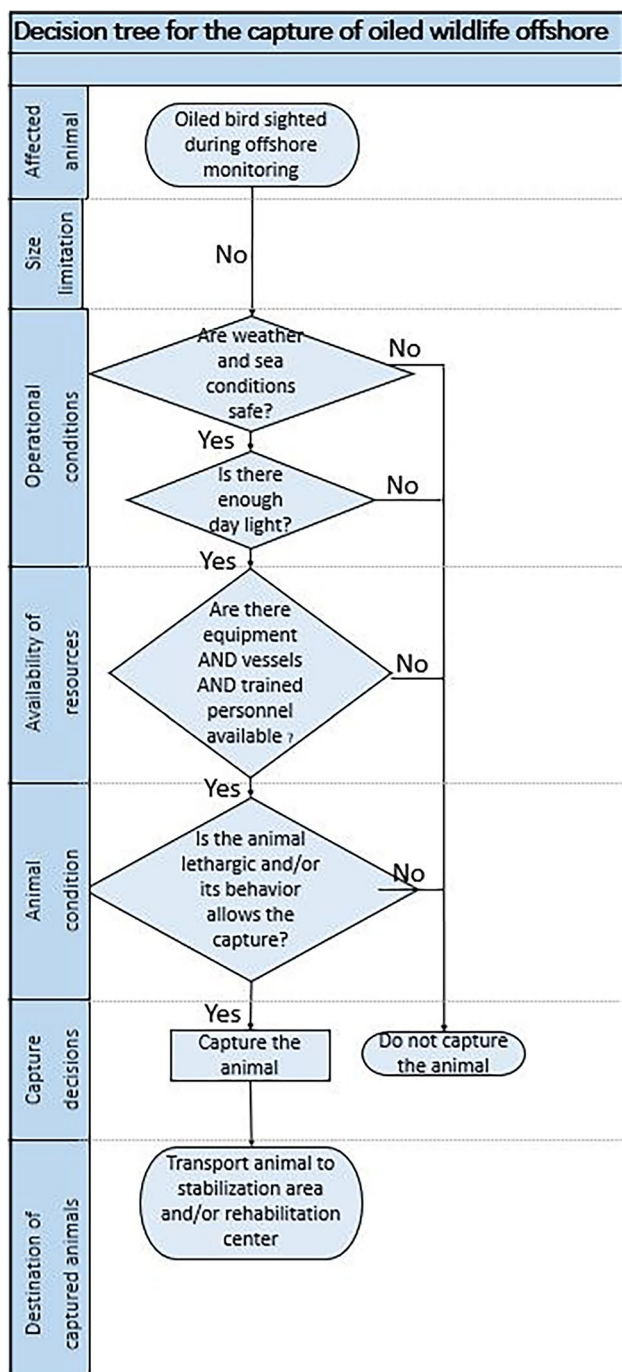 Decision tree for the capture of oiled wildlife offshore
Affected
animal
Oiled bird sighted
during offshore
monitoring
Size
limitation
No
Operational
conditions
Are weather
and sea
conditions
safe?
No
Yes
Is there
enough
day light?
No
Yes
Availability of
resources
Are there
equipment
AND vessels
AND trained
personnel
available ?
No
Yes
Animal
condition
Is the animal
lethargic and/or
its behavior
allows the
capture?
No
Yes
Capture
decisions
Capture the
animal
Do not capture
the animal
Destination of
captured animals
Transport animal to
stabilization area
and/or rehabilitation
center